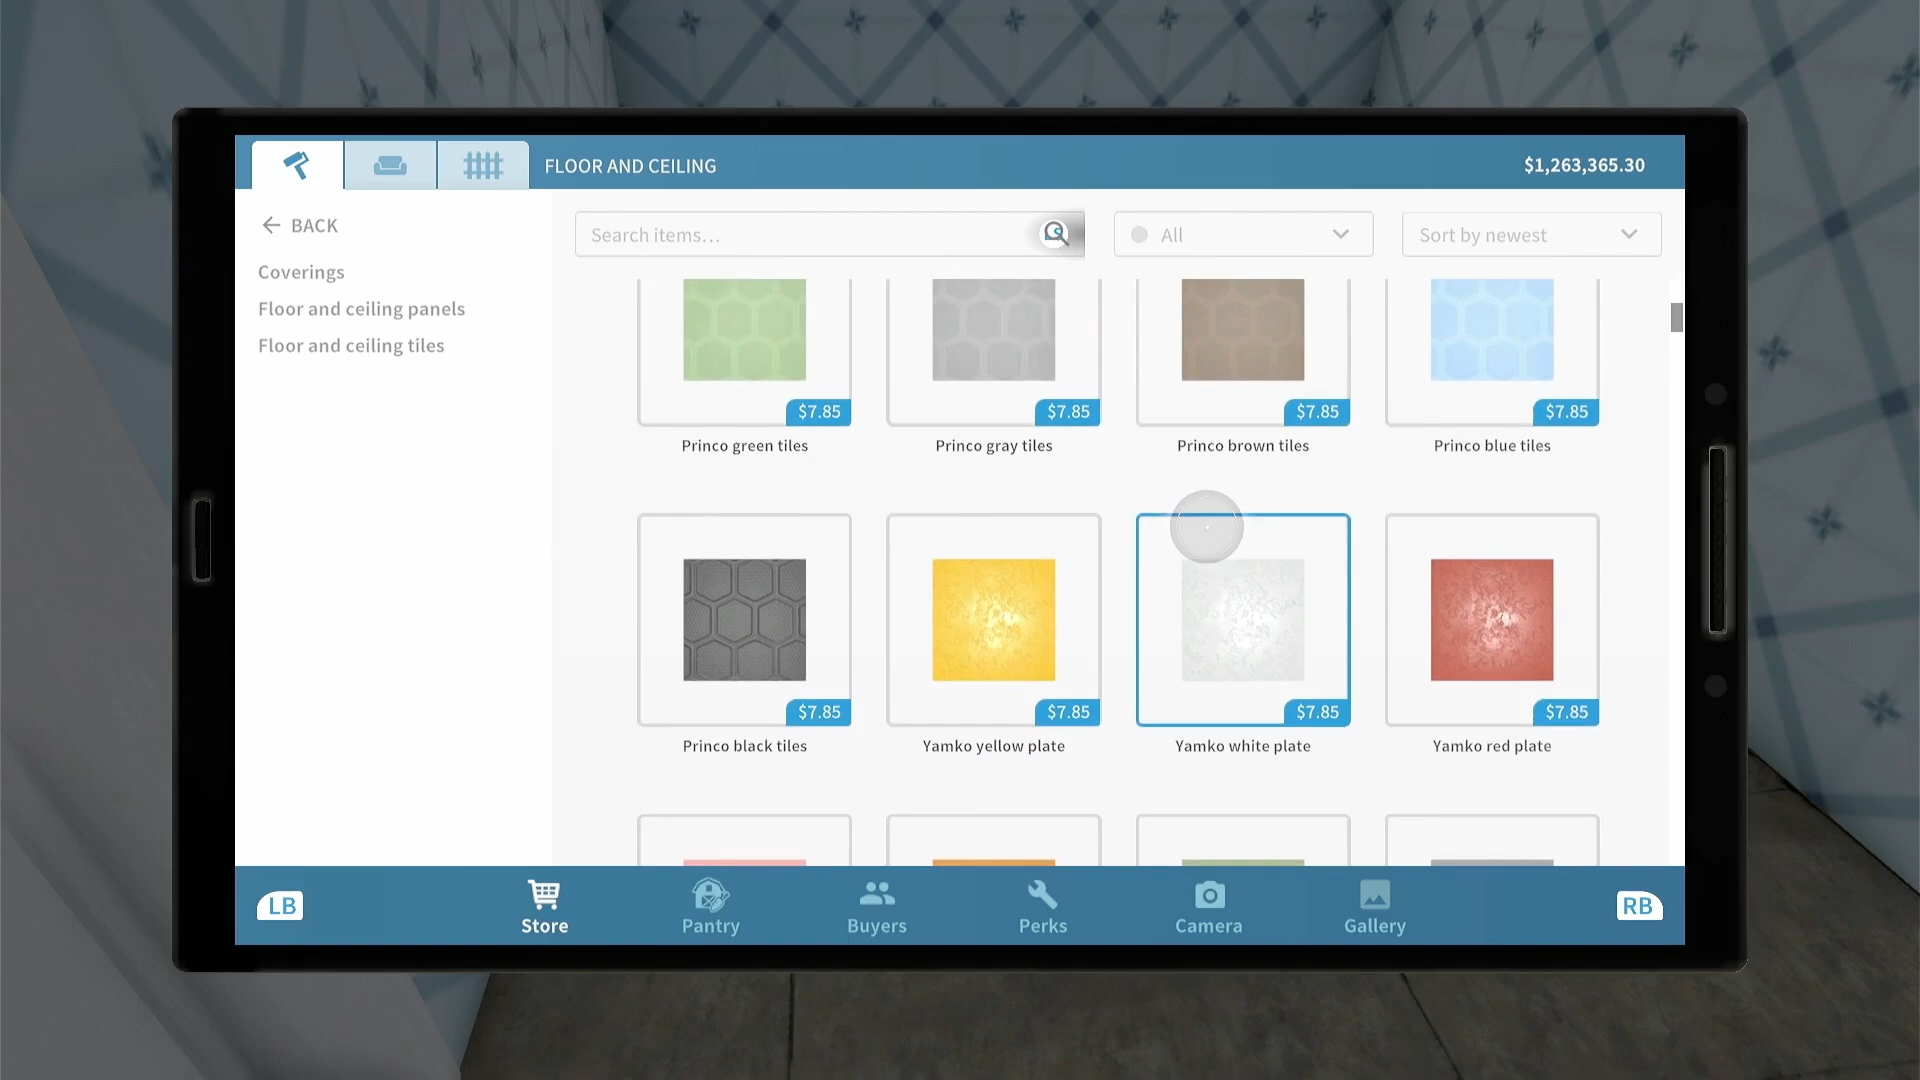 FLOOR AND CEILING
$1,263,365.30
BACK
Coverings
Floor and ceiling panels
Floor and ceiling tiles
Search items...
LS
All
Sort by newest
$7.85
$7.85
$7.85
$7.85
Princo green tiles
Princo gray tiles
Princo brown tiles
Princo blue tiles
$7.85
$7.85
$7.85
$7.85
Princo black tiles
Yamko yellow plate
Yamko white plate
Yamko red plate
LB
Store
Pantry
Buyers
Perks
Camera
Gallery
RB